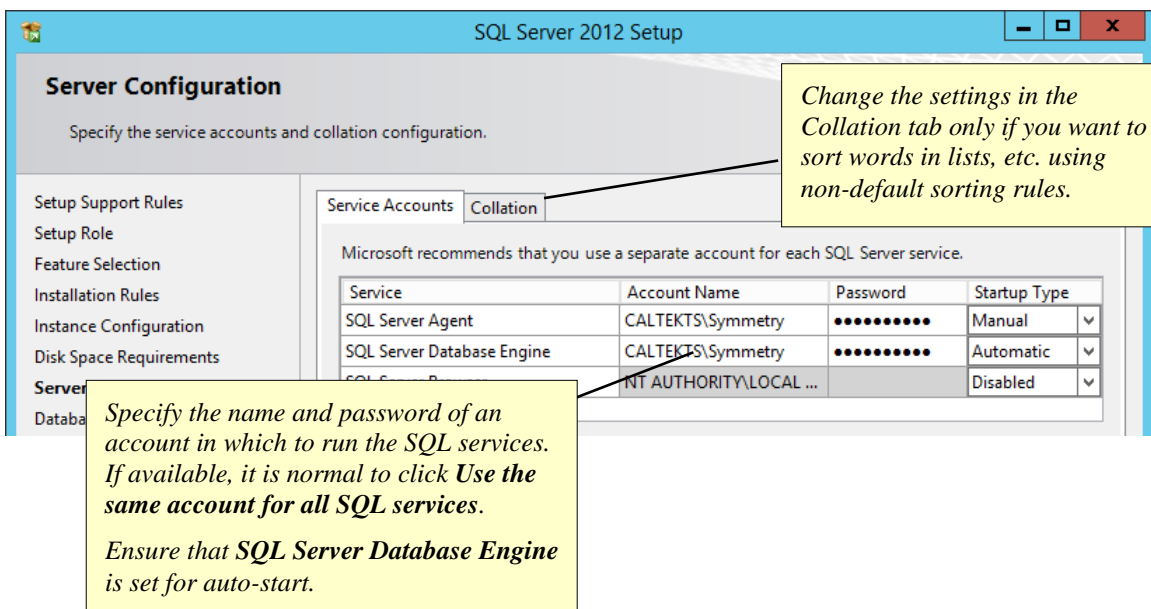 SQL Server 2012 Setup
Server Configuration
Specify the service accounts and collation configuration.
Change the settings in the
Collation tab only if you want to
sort words in lists, etc. using
non-default sorting rules.
Setup Support Rules
Setup Role
Feature Selection
Installation Rules
Instance Configuration
Disk Space Requirements
Server
Databa
Service Accounts Collation
Microsoft recommends that you use a separate account for each SQL Server service.
Service Account Name Password Startup Type
SQL Server Agent CALTEKTS\Symmetry ●●●●●●●●●● Manual
SQL Server Database Engine CALTEKTS\Symmetry ●●●●●●●●●● Automatic
SQL Server Browser NT AUTHORITY\LOCAL ... Disabled
Specify the name and password of an
account in which to run the SQL services.
If available, it is normal to click Use the
same account for all SQL services.
Ensure that SQL Server Database Engine
is set for auto-start.